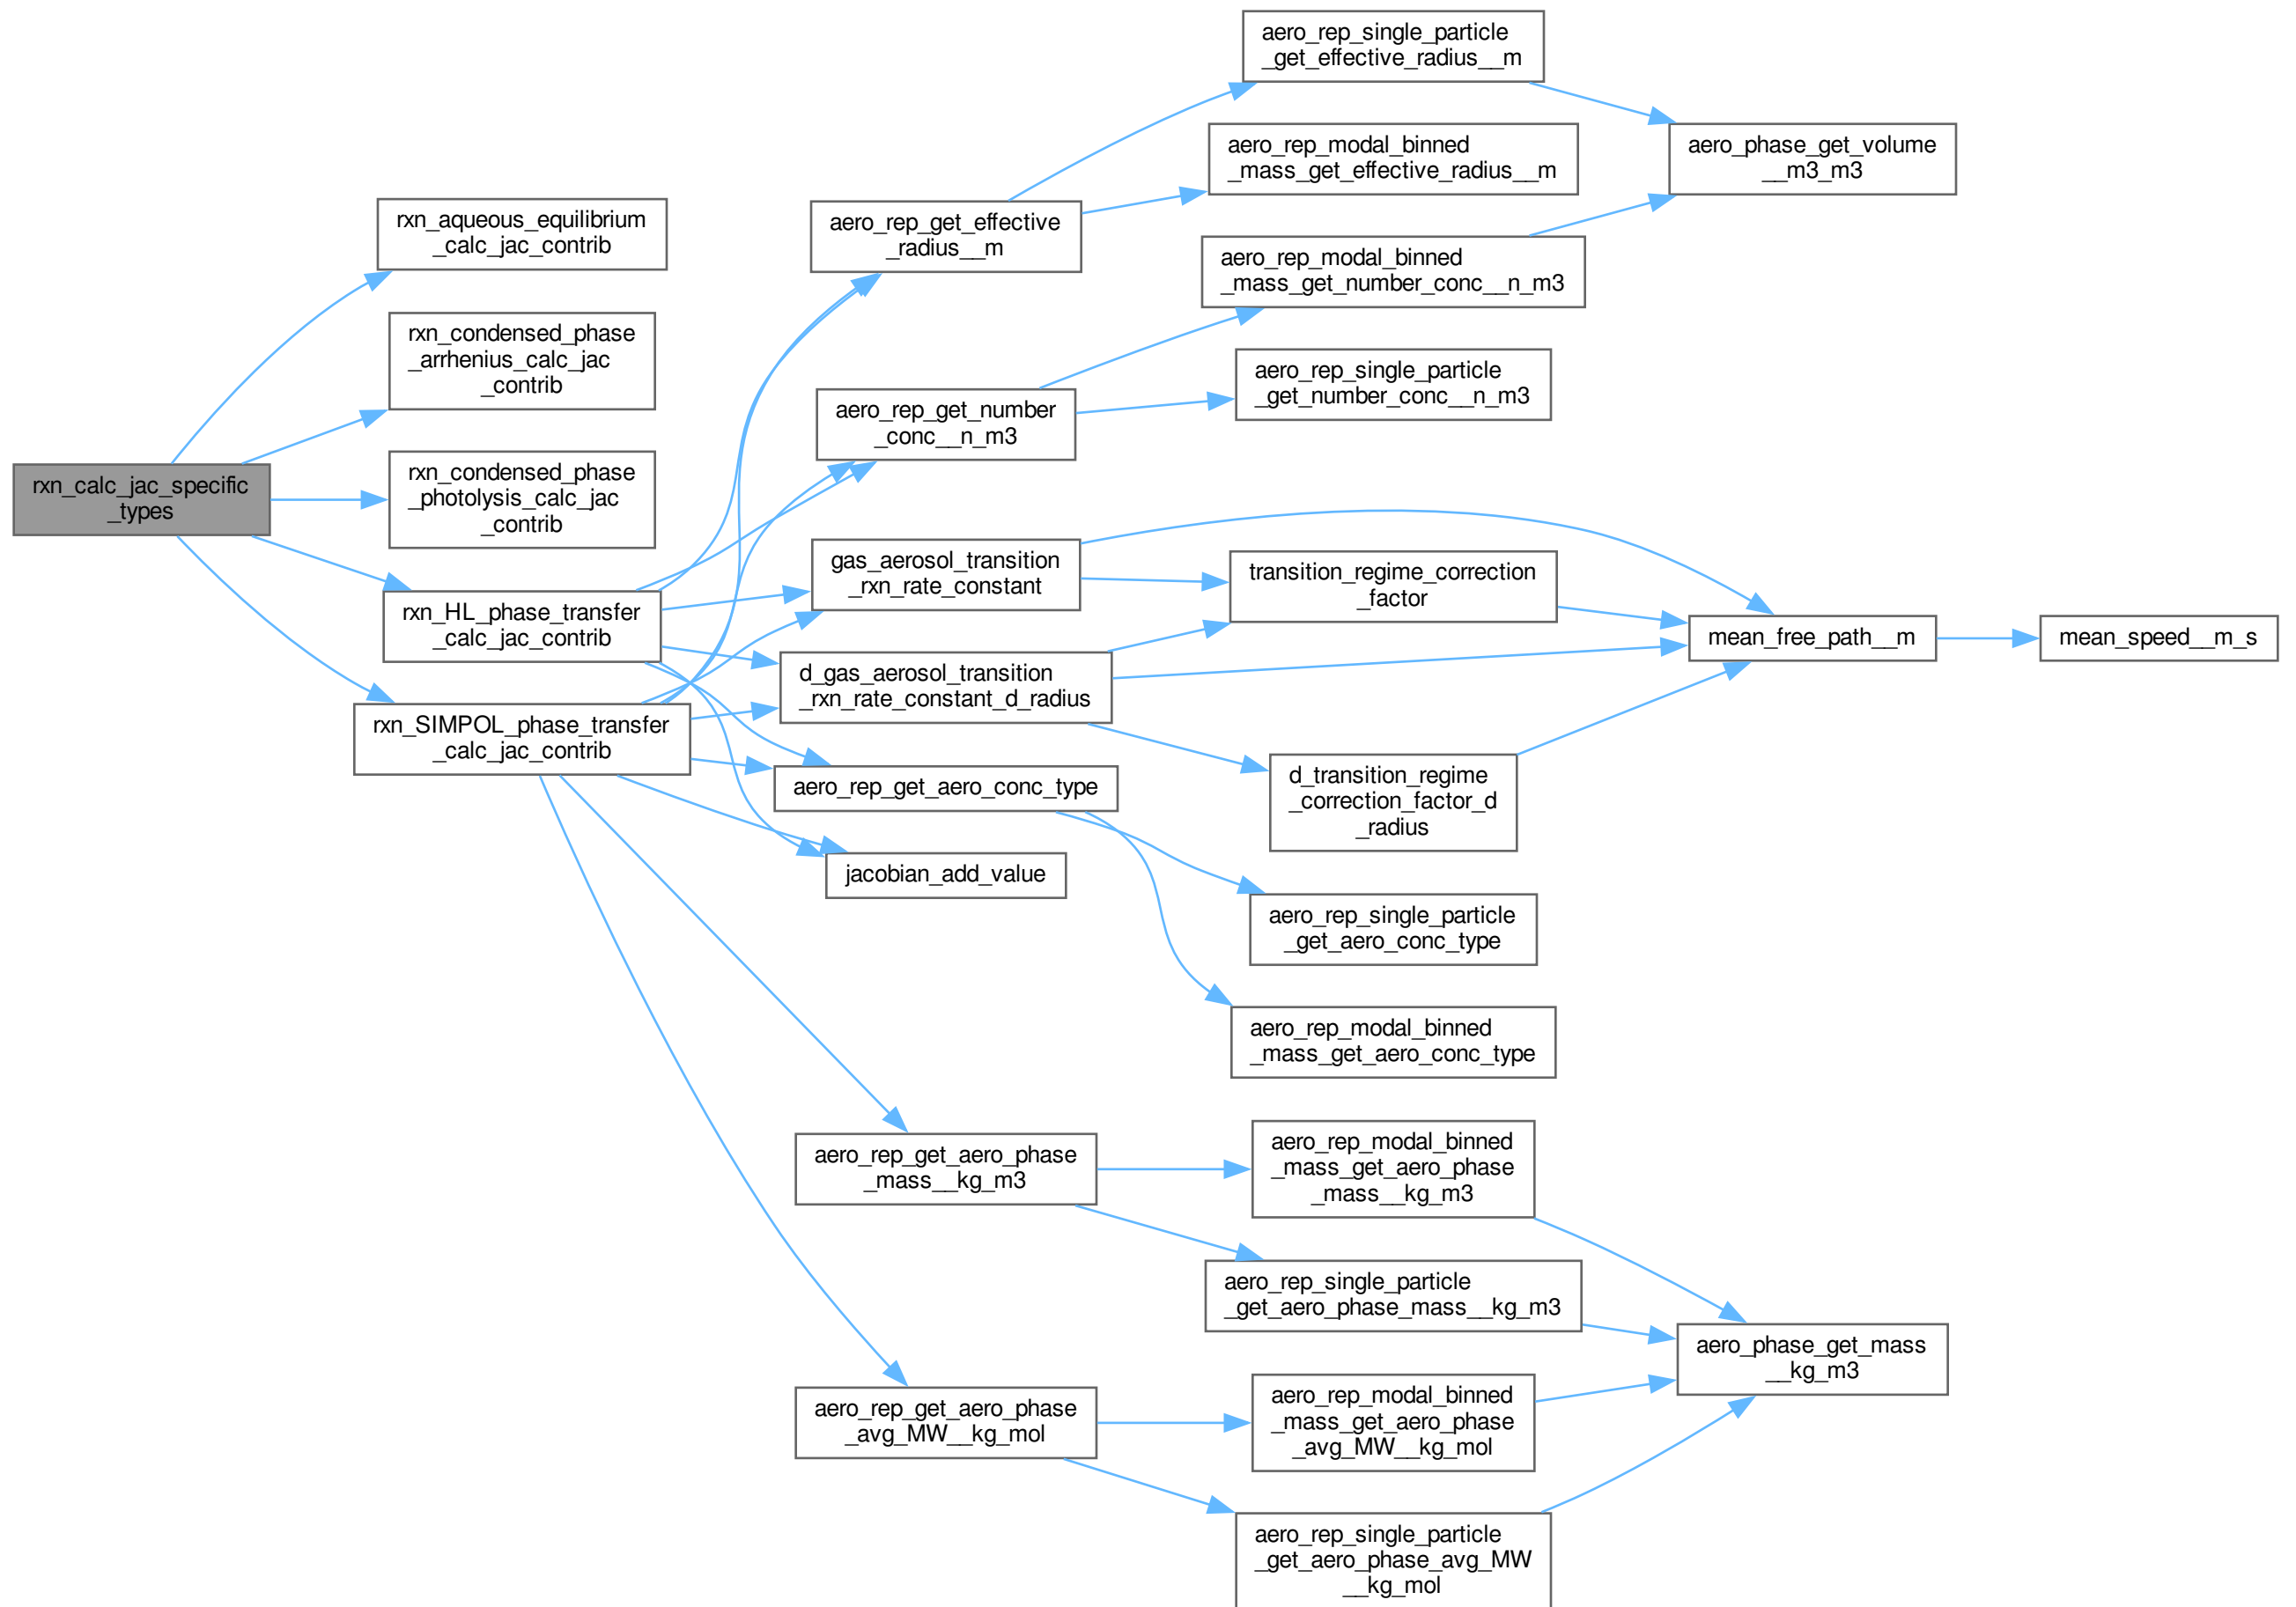 rxn_calc_jac_specific
_types
rxn_aqueous_equilibrium
_calc_jac_contrib
rxn_condensed_phase
_arrhenius_calc_jac
_contrib
rxn_condensed_phase
_photolysis_calc_jac
_contrib
rxn_HL_phase_transfer
_calc_jac_contrib
rxn_SIMPOL_phase_transfer
_calc_jac_contrib
aero_rep_get_effective
_radius__m
aero_rep_get_number
_conc__n_m3
gas_aerosol_transition
_rxn_rate_constant
d_gas_aerosol_transition
_rxn_rate_constant_d_radius
aero_rep_get_aero_conc_type
jacobian_add_value
aero_rep_get_aero_phase
_mass__kg_m3
aero_rep_get_aero_phase
_avg_MW__kg_mol
aero_rep_single_particle
_get_effective_radius__m
aero_rep_modal_binned
_mass_get_effective_radius__m
aero_rep_modal_binned
_mass_get_number_conc__n_m3
aero_rep_single_particle
_get_number_conc__n_m3
transition_regime_correction
_factor
d_transition_regime
_correction_factor_d
_radius
aero_rep_single_particle
_get_aero_conc_type
aero_rep_modal_binned
_mass_get_aero_conc_type
aero_rep_modal_binned
_mass_get_aero_phase
_mass__kg_m3
aero_rep_single_particle
_get_aero_phase_mass__kg_m3
aero_rep_modal_binned
_mass_get_aero_phase
_avg_MW__kg_mol
aero_rep_single_particle
_get_aero_phase_avg_MW
__kg_mol
aero_phase_get_volume
__m3_m3
mean_free_path__m
aero_phase_get_mass
__kg_m3
mean_speed__m_s